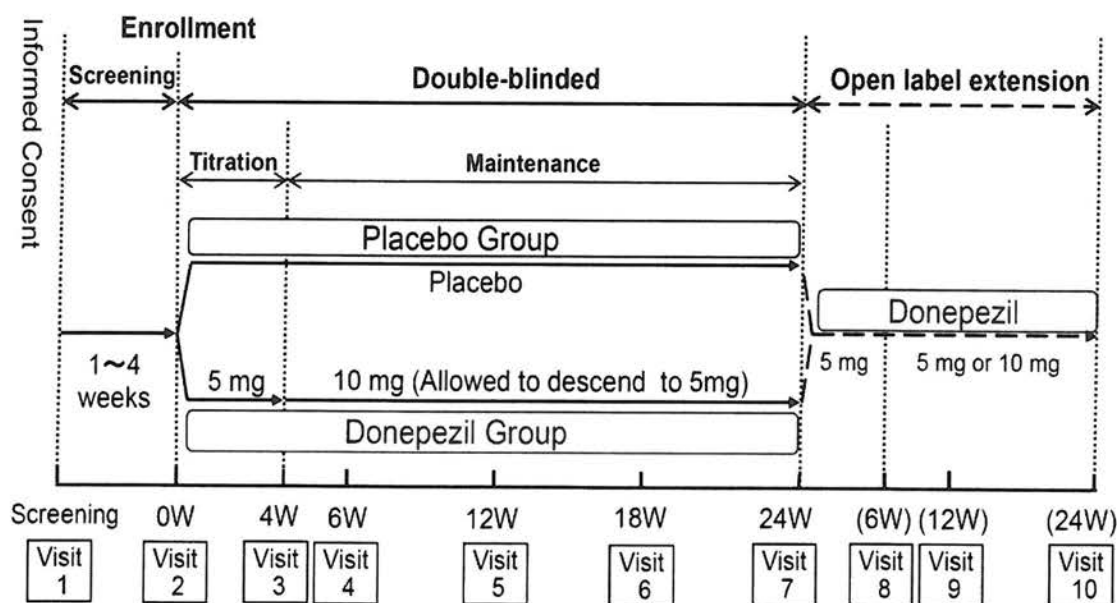 Informed Consent
Enrollment
Screening
Double-blinded
Open label extension
Titration
Maintenance
Placebo Group
Placebo
Donepezil
1～4
weeks
5 mg
10 mg (Allowed to descend to 5mg)
5 mg
5 mg or 10 mg
Donepezil Group
Screening 0W 4W 6W 12W 18W 24W (6W) (12W) (24W)
Visit 1
Visit 2
Visit 3
Visit 4
Visit 5
Visit 6
Visit 7
Visit 8
Visit 9
Visit 10